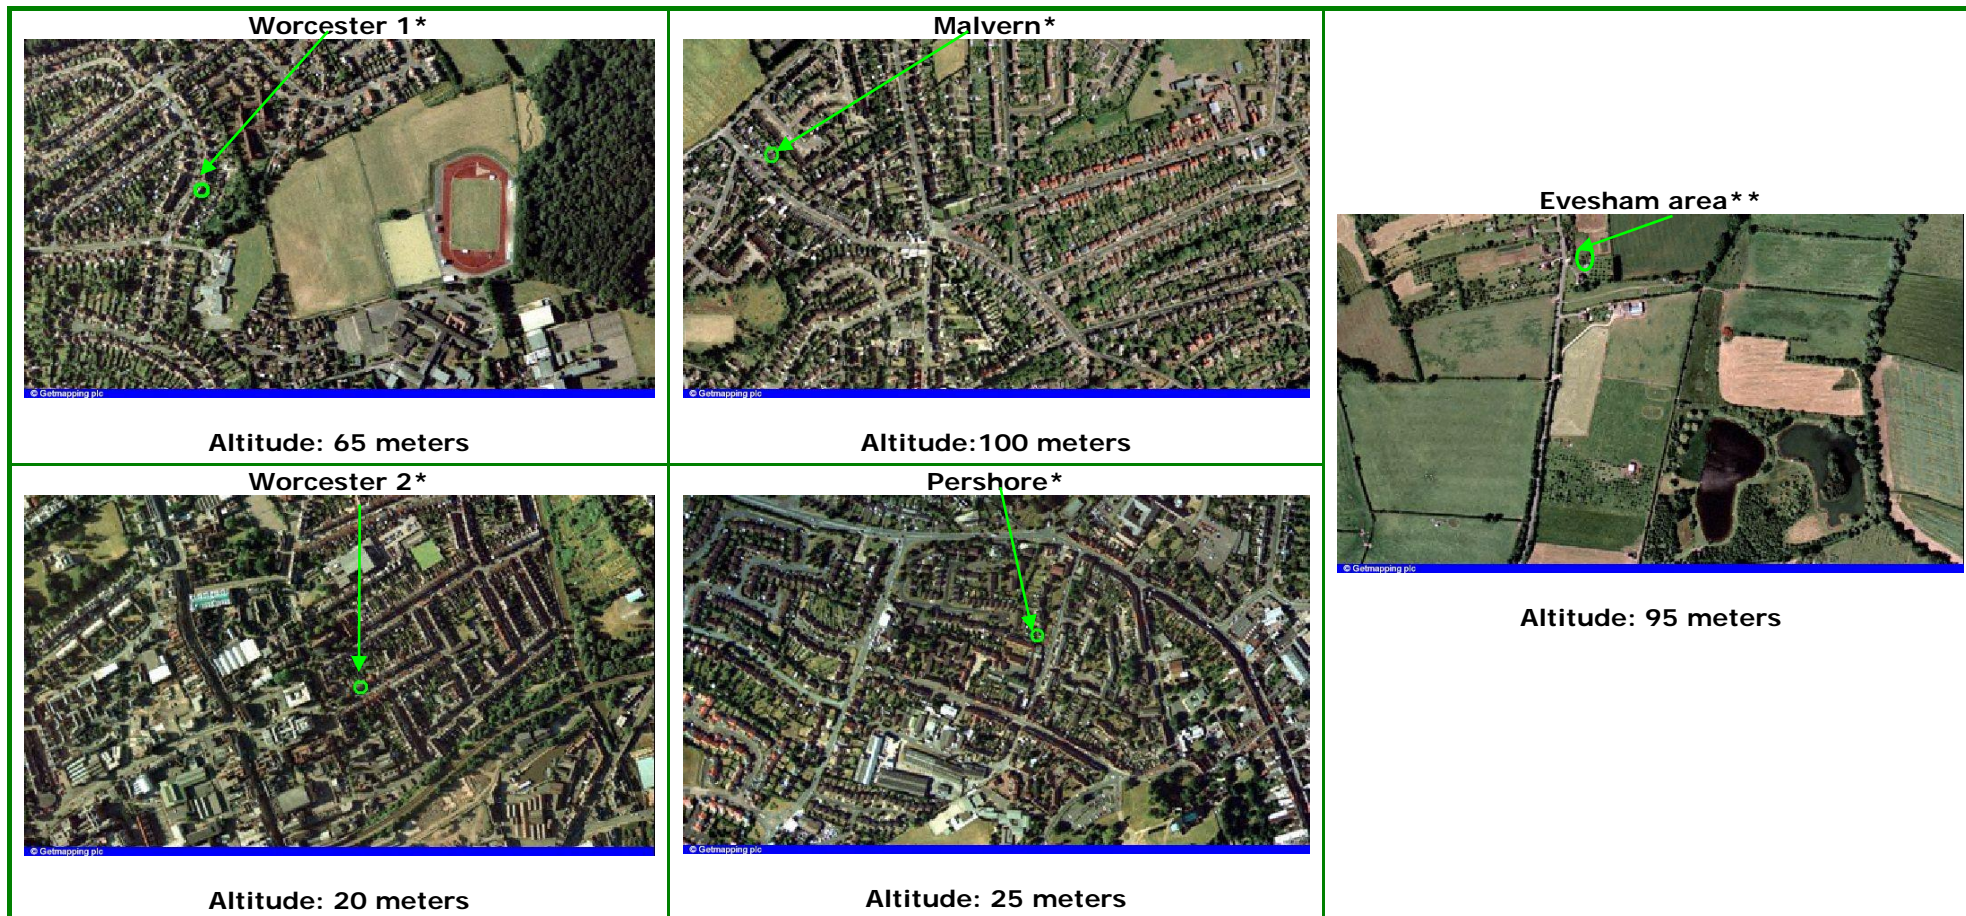 Worcester 1*
© Getmapping plc
Altitude: 65 meters
Malvern*
© Getmapping plc
Altitude:100 meters
Evesham area**
© Getmapping plc
Altitude: 95 meters
Worcester 2*
© Getmapping plc
Altitude: 20 meters
Pershore*
© Getmapping plc
Altitude: 25 meters